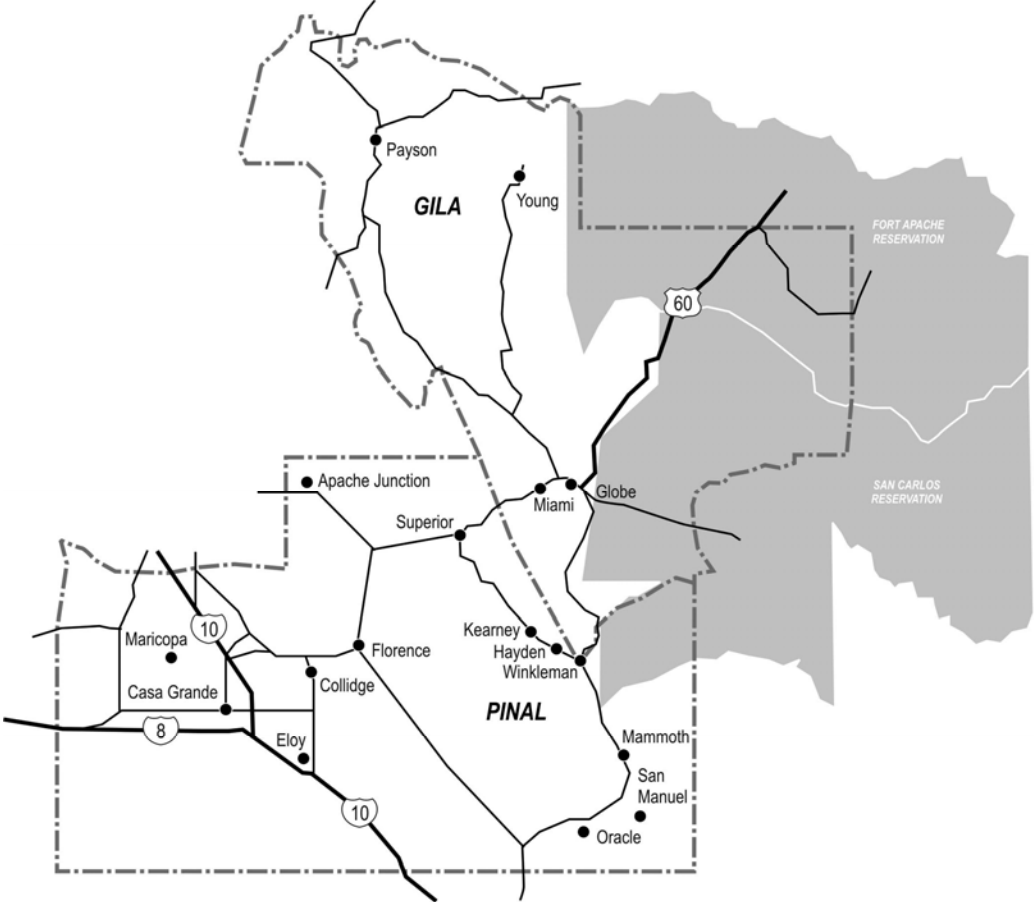 Payson
GILA
Young
FORT APACHE
RESERVATION
60
Apache Junction
Globe
Miami
SAN CARLOS
RESERVATION
Superior
10
Maricopa
Kearney
Florence
Hayden
Winkleman
Collidge
Casa Grande
PINAL
8
Eloy
Mammoth
San
Manuel
10
Oracle